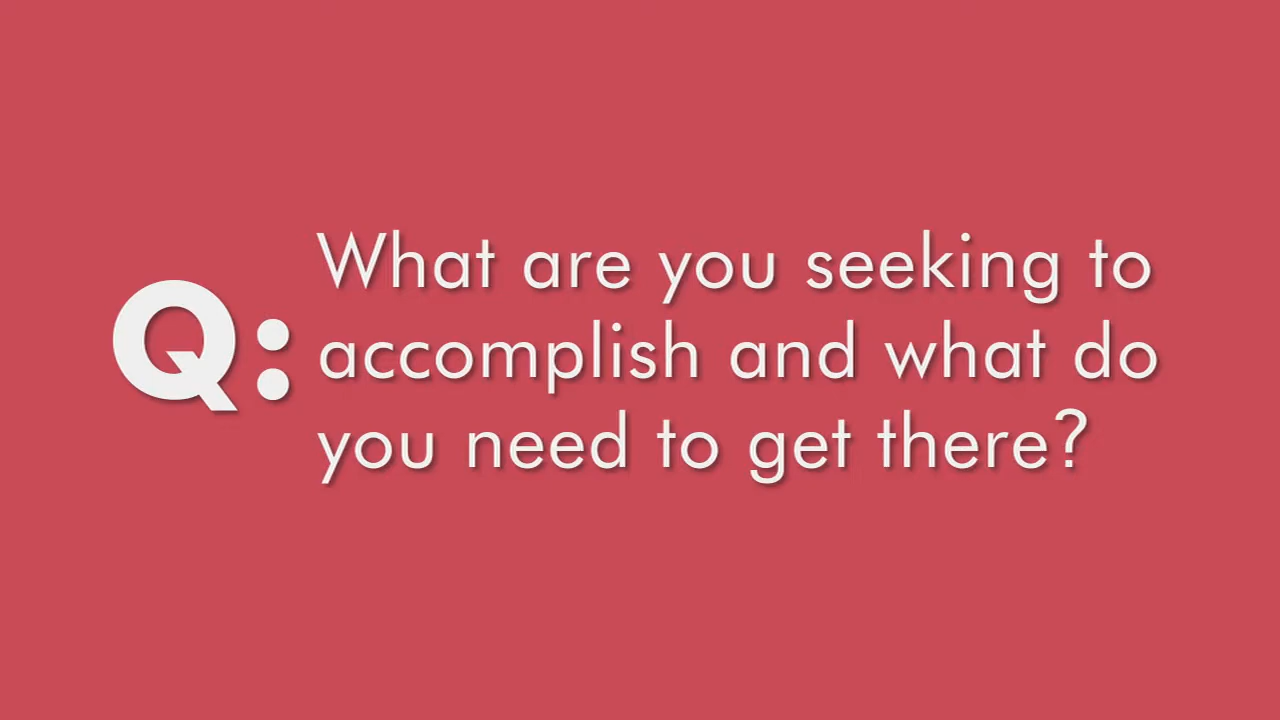 Q:
What are you seeking to
accomplish and what do
you need to get there?